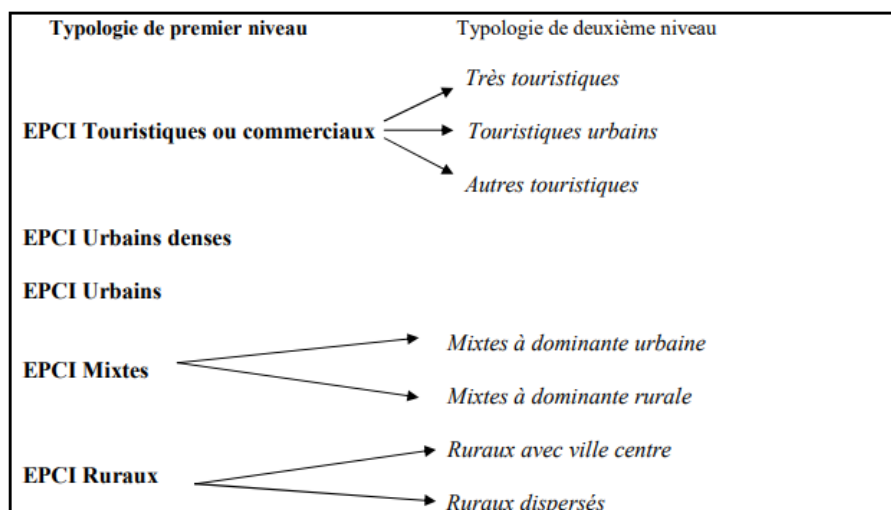 Typologie de premier niveau
Typologie de deuxième niveau
Très touristiques
EPCI Touristiques ou commerciaux
Touristiques urbains
Autres touristiques
EPCI Urbains denses
EPCI Urbains
Mixtes à dominante urbaine
EPCI Mixtes
Mixtes à dominante rurale
Ruraux avec ville centre
EPCI Ruraux
Ruraux dispersés